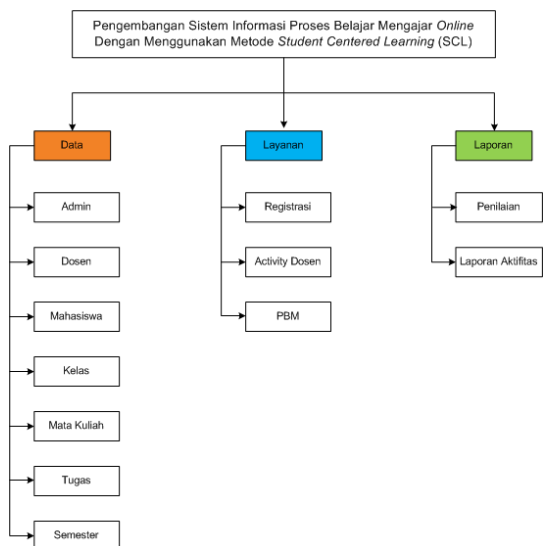 Pengembangan Sistem Informasi Proses Belajar Mengajar Online
Dengan Menggunakan Metode Student Centered Learning (SCL)
Data
Layanan
Laporan
Admin
Registrasi
Penilaian
Dosen
Activity Dosen
Laporan Aktifitas
Mahasiswa
PBM
Kelas
Mata Kuliah
Tugas
Semester